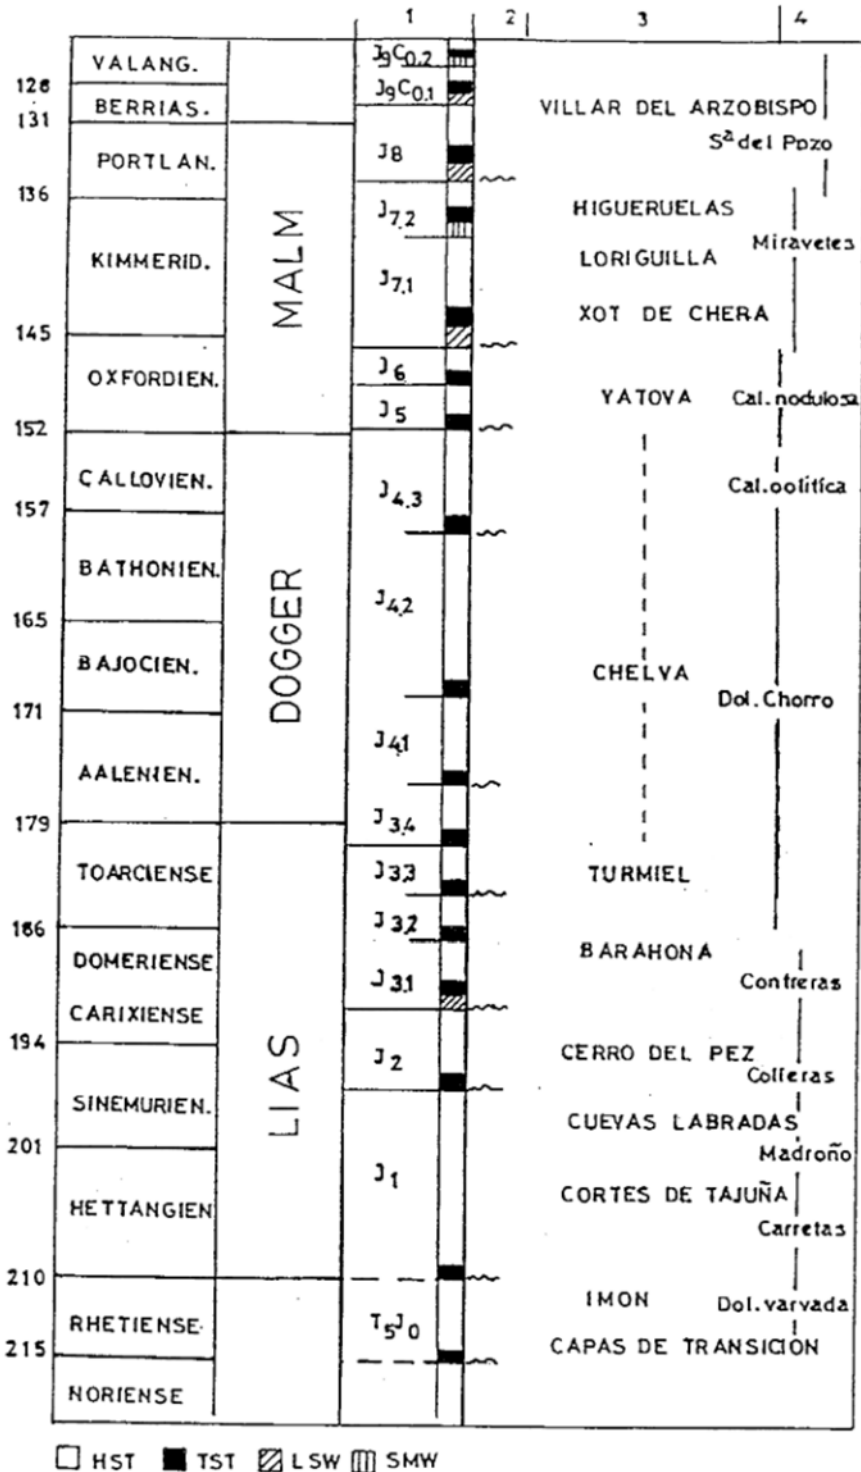 1 2 3 4
VALANG.
J9C0.2
128
J9C0.1
BERRIAS.
VILLAR DEL ARZOBISPO
131
Sª del Pozo
PORTLAN.
J8
136
J7.2
HIGUERUELAS
Miravetes
KIMMERID.
LORIGUILLA
J7.1
MALM
XOT DE CHERA
145
J6
OXFORDIEN.
YATOVA
Cal.nodulosa
J5
152
CALLOVIEN.
J4.3
Cal.oolítica
157
BATHONIEN.
J4.2
165
BAJOCIEN.
DOGGER
CHELVA
Dol.Chorro
171
J4.1
AALENIEN.
179
J3.4
TOARCIENSE
J3.3
TURMIEL
186
J3.2
DOMERIENSE
BARAHONA
J3.1
Contreras
CARIXIENSE
194
J2
CERRO DEL PEZ
Colleras
SINEMURIEN.
LIAS
CUEVAS LABRADAS
201
Madroño
J1
HETTANGIEN
CORTES DE TAJUÑA
Carretas
210
IMON
Dol.varvada
RHETIENSE
T5J0
CAPAS DE TRANSICIÓN
215
NORIENSE
HST TST LSW SMW